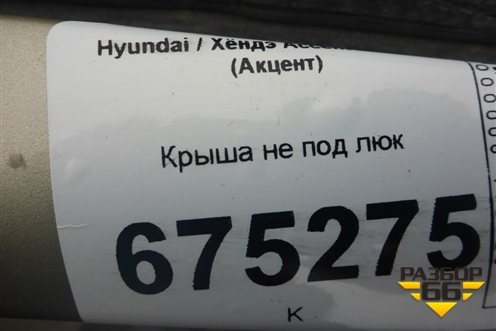 Hyundai / Хёндэ
(Акцент)
Крыша не под люк
675275
К
РАЗБОР
66